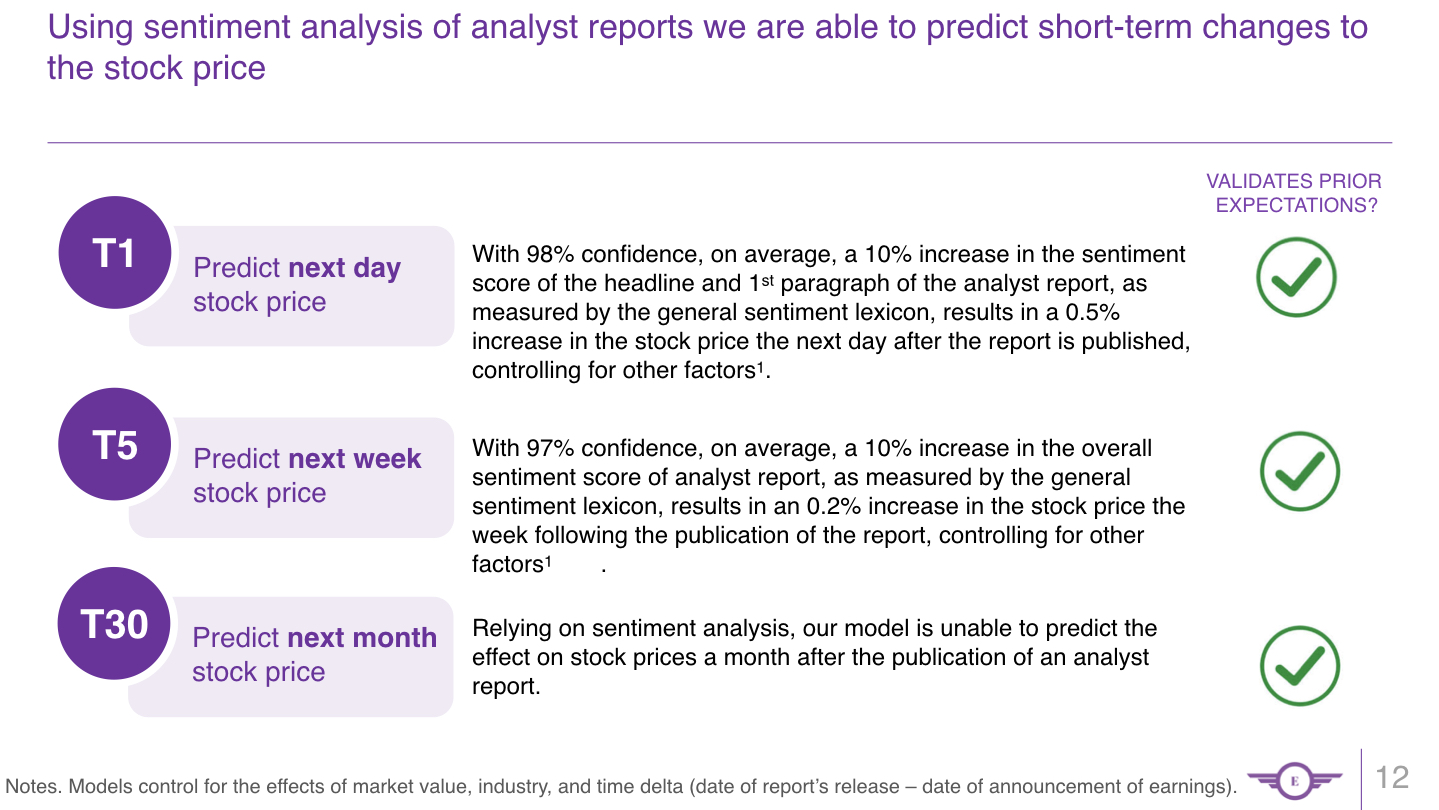 Using sentiment analysis of analyst reports we are able to predict short-term changes to
the stock price
VALIDATES PRIOR
EXPECTATIONS?
T1
Predict next day
stock price
With 98% confidence, on average, a 10% increase in the sentiment
score of the headline and 1st paragraph of the analyst report, as
measured by the general sentiment lexicon, results in a 0.5%
increase in the stock price the next day after the report is published,
controlling for other factors¹.
T5
Predict next week
stock price
With 97% confidence, on average, a 10% increase in the overall
sentiment score of analyst report, as measured by the general
sentiment lexicon, results in an 0.2% increase in the stock price the
week following the publication of the report, controlling for other
factors¹ .
T30
Predict next month
stock price
Relying on sentiment analysis, our model is unable to predict the
effect on stock prices a month after the publication of an analyst
report.
Notes. Models control for the effects of market value, industry, and time delta (date of report’s release – date of announcement of earnings).
E
12